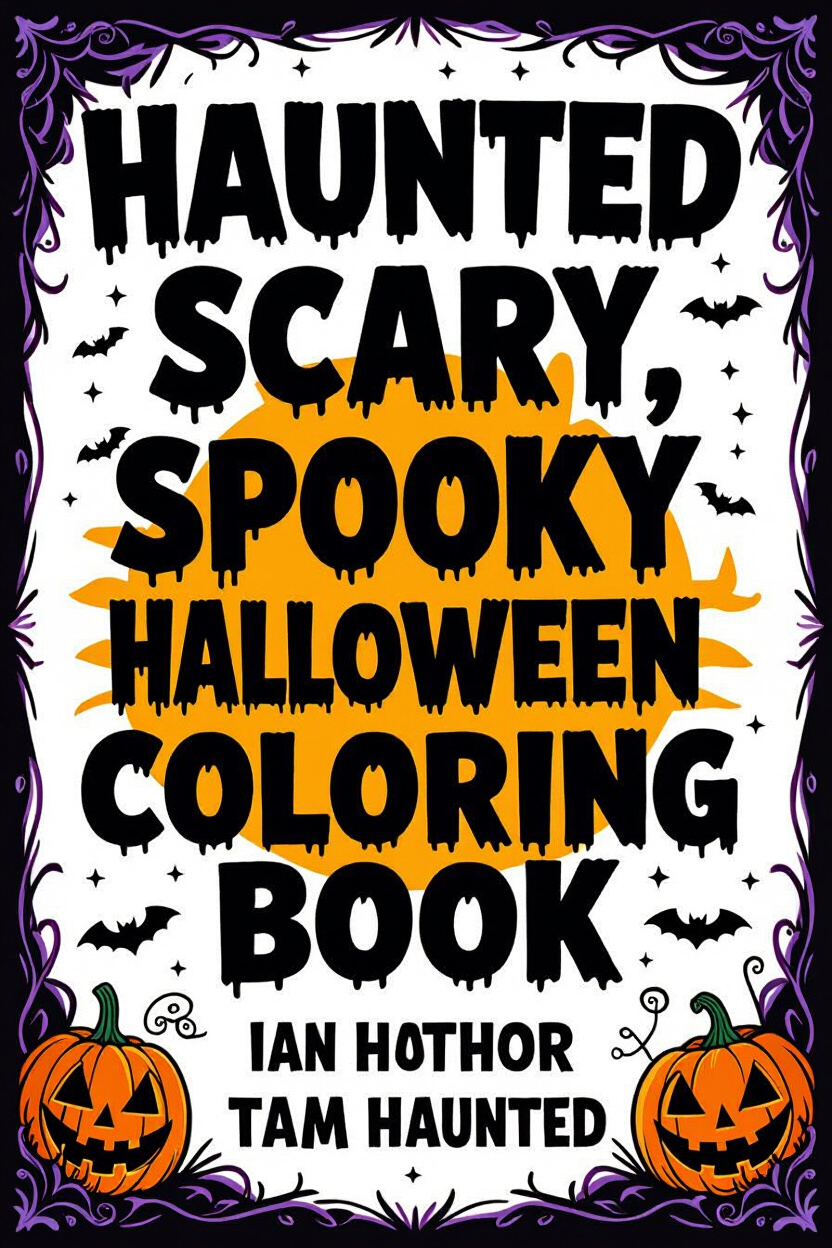 HAUNTED
SCARY,
SPOOKY
HALLOWEEN
COLORING
BOOK
IAN HOTHOR
TAM HAUNTED